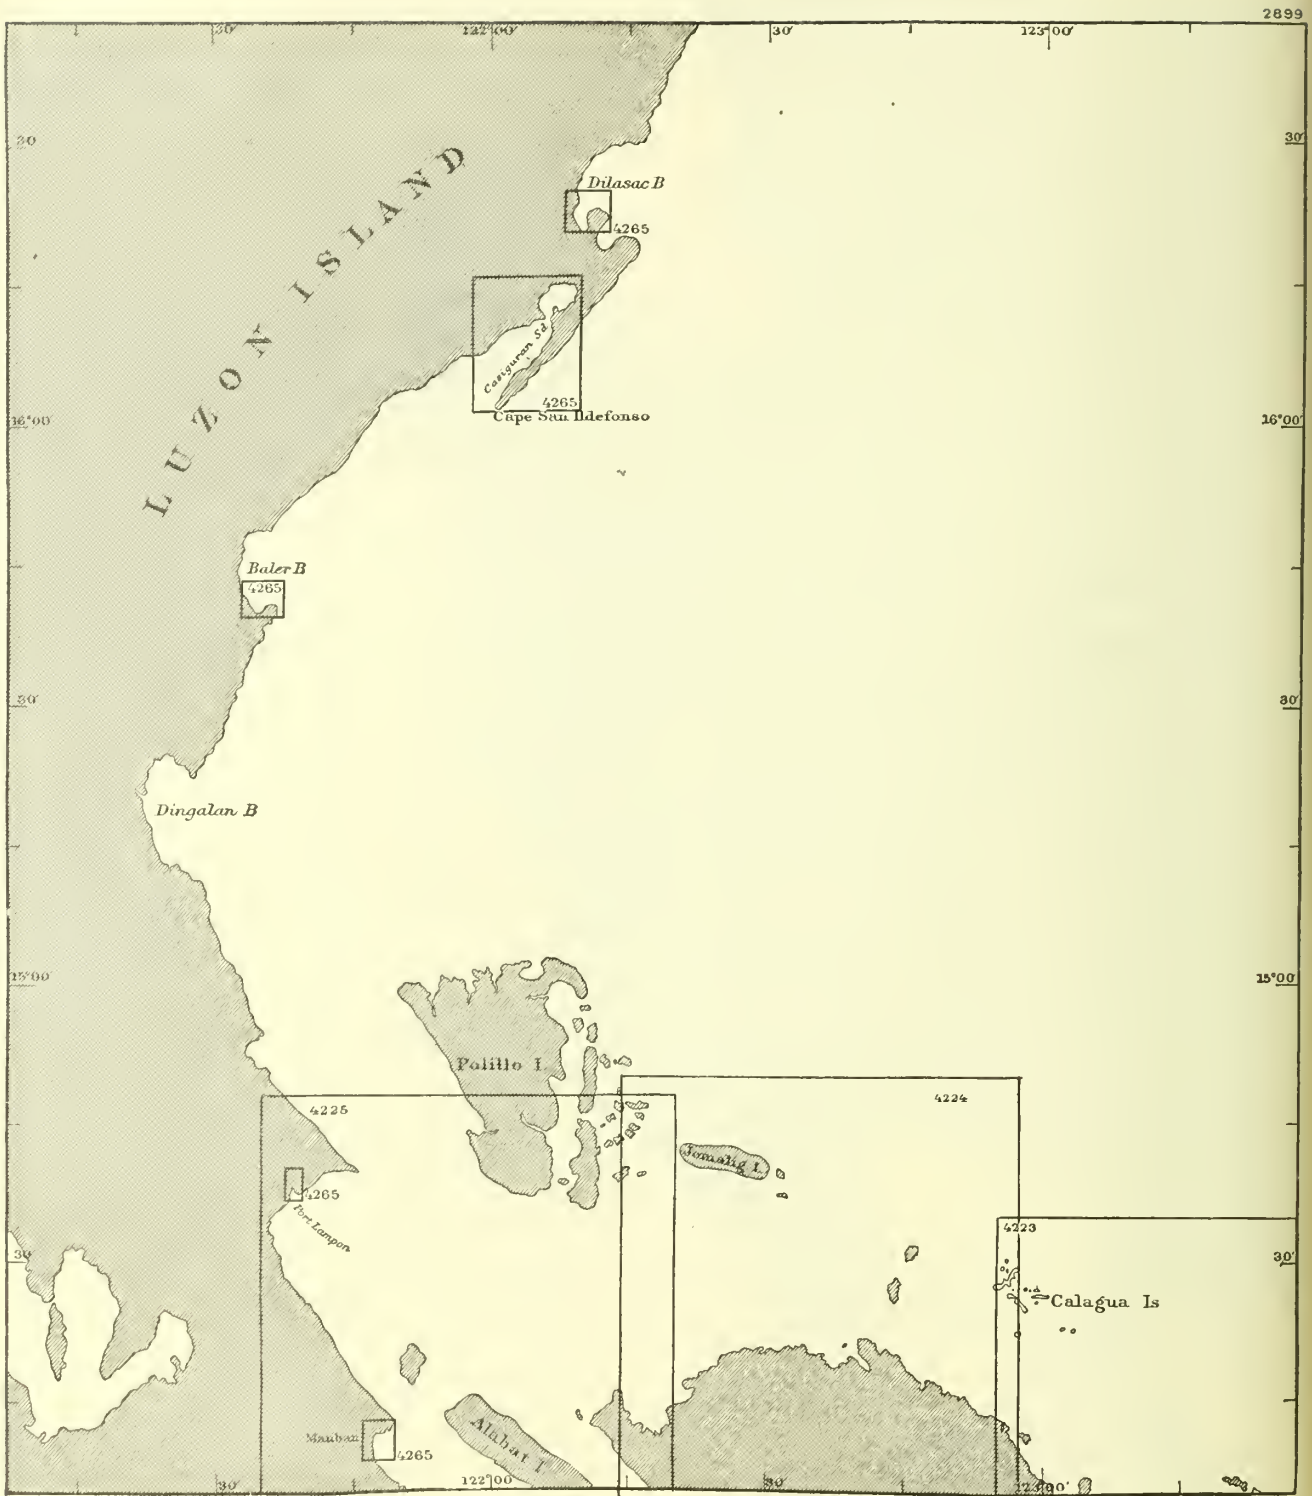 2899
30' 122°00' 30' 123°00'
30' 30'
LUZON ISLAND
Dilasac B
4265
Casiguran Sd
4265
Cape San Ildefonso
16°00' 16°00'
Baler B
4265
30' 30'
Dingalan B
15°00' 15°00'
Polillo I.
4225
4224
Jomalig I.
4265
Port Lampon
4223
30' 30'
Calagua Is
Mauban
4265
Alabat I
30' 122°00' 30' 123°00'